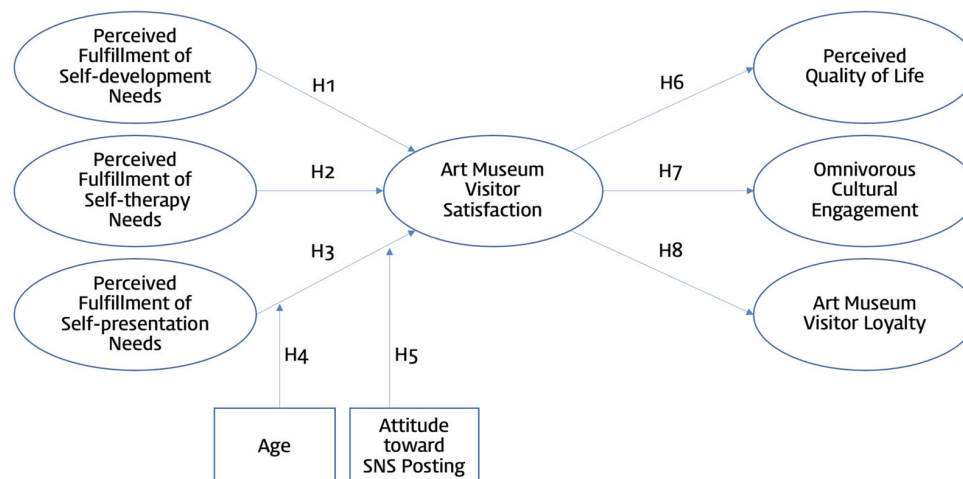 Perceived
Fulfillment of
Self-development
Needs
H1
Perceived
Fulfillment of
Self-therapy
Needs
H2
Perceived
Fulfillment of
Self-presentation
Needs
H3
H4
H5
Age
Attitude
toward
SNS Posting
Art Museum
Visitor
Satisfaction
H6
Perceived
Quality of Life
H7
Omnivorous
Cultural
Engagement
H8
Art Museum
Visitor Loyalty